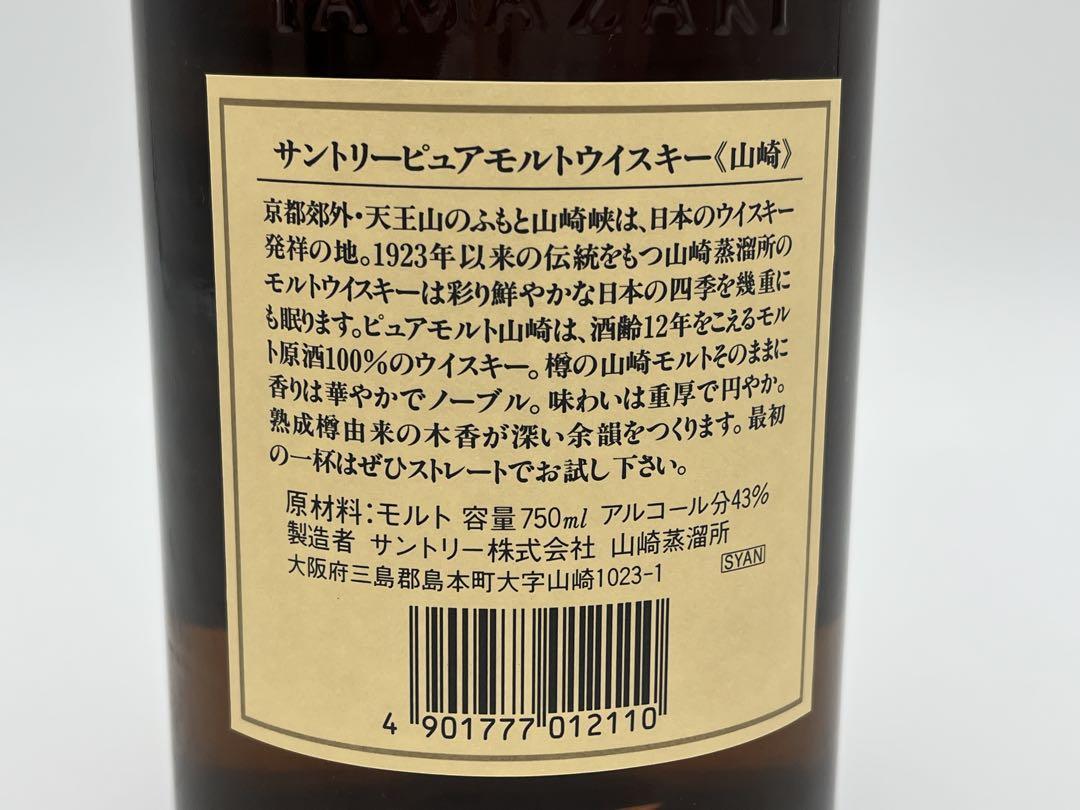 YAMAZAKI
サントリーピュアモルトウイスキー《山崎》
京都郊外・天王山のふもと山崎峡は、日本のウイスキー
発祥の地。1923年以来の伝統をもつ山崎蒸溜所の
モルトウイスキーは彩り鮮やかな日本の四季を幾重に
も眠ります。ピュアモルト山崎は、酒齢12年をこえるモル
ト原酒100%のウイスキー。樽の山崎モルトそのままに
香りは華やかでノーブル。味わいは重厚で円やか。
熟成樽由来の木香が深い余韻をつくります。最初
の一杯はぜひストレートでお試し下さい。
原材料:モルト 容量750ml アルコール分43%
製造者 サントリー株式会社 山崎蒸溜所
大阪府三島郡島本町大字山崎1023-1
SYAN
4 901777 012110